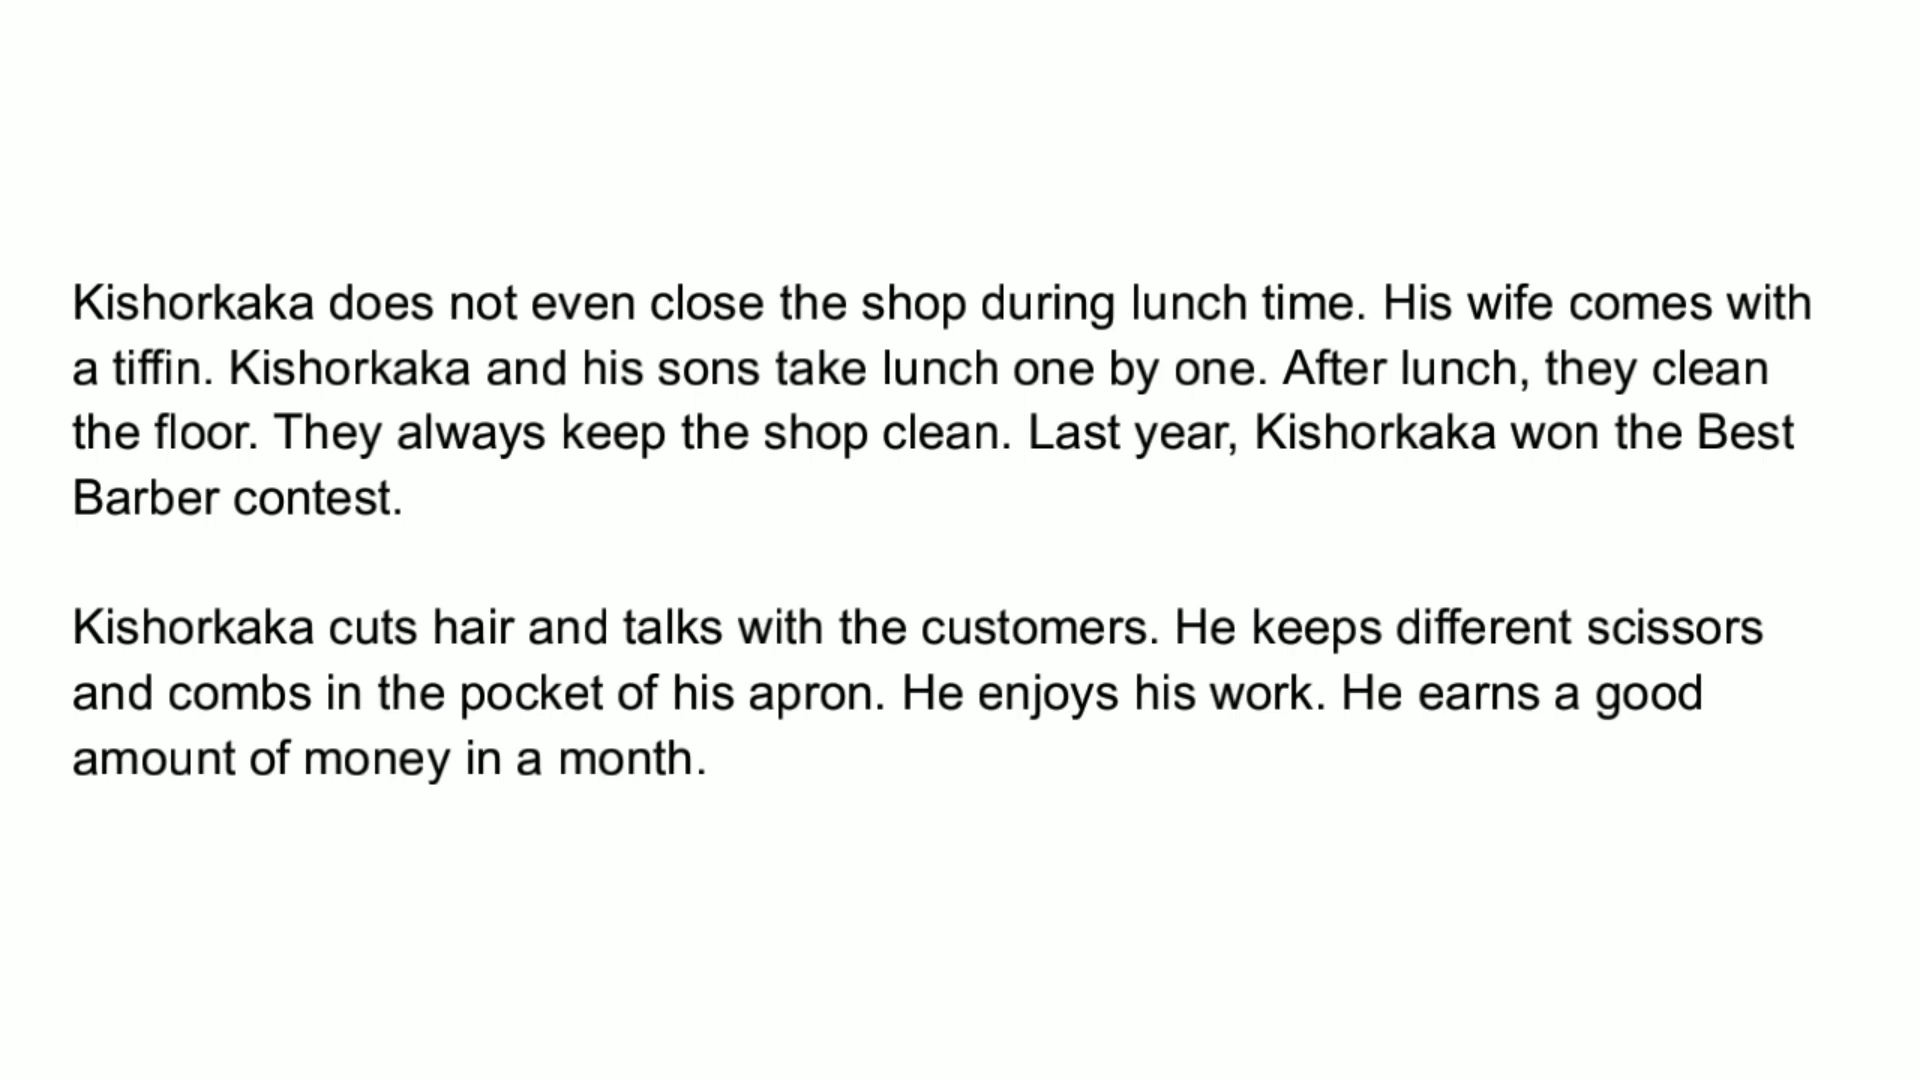 Kishorkaka does not even close the shop during lunch time. His wife comes with
a tiffin. Kishorkaka and his sons take lunch one by one. After lunch, they clean
the floor. They always keep the shop clean. Last year, Kishorkaka won the Best
Barber contest.
Kishorkaka cuts hair and talks with the customers. He keeps different scissors
and combs in the pocket of his apron. He enjoys his work. He earns a good
amount of money in a month.